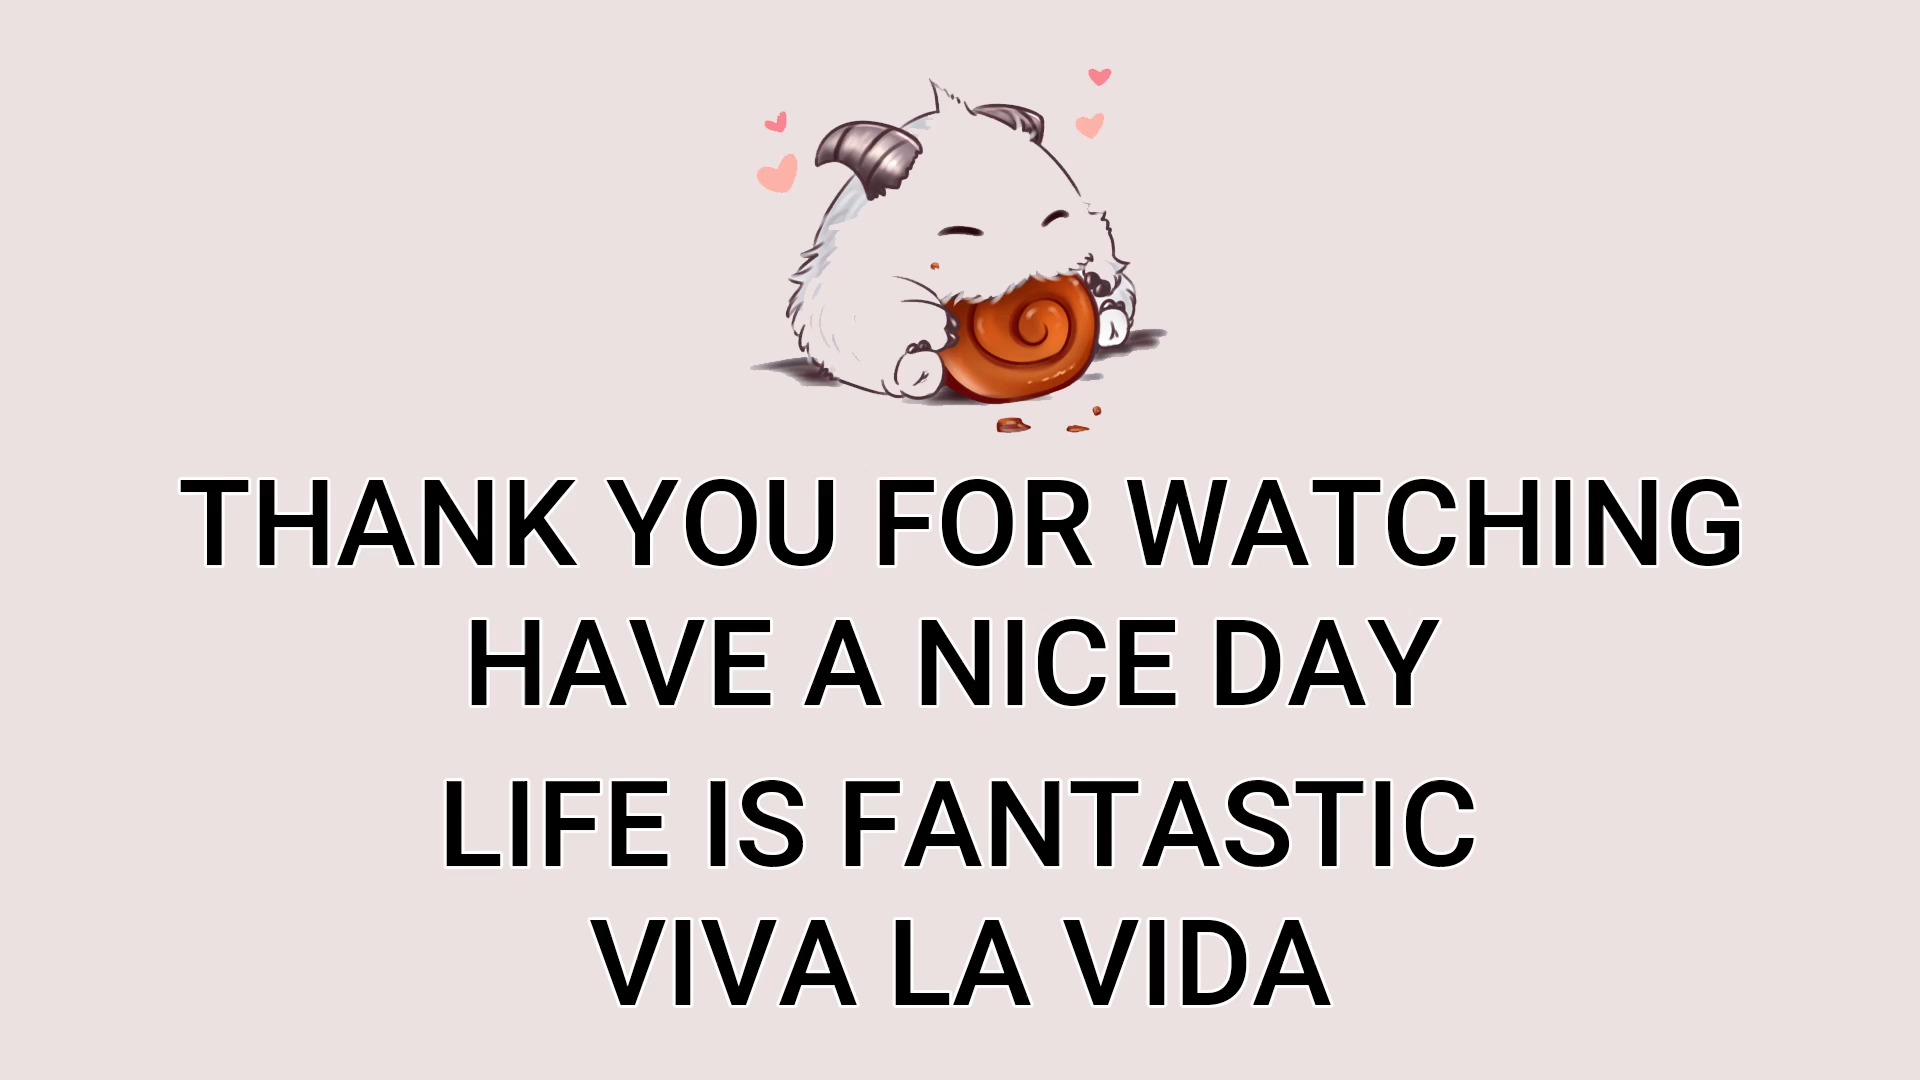 THANK YOU FOR WATCHING
HAVE A NICE DAY
LIFE IS FANTASTIC
VIVA LA VIDA